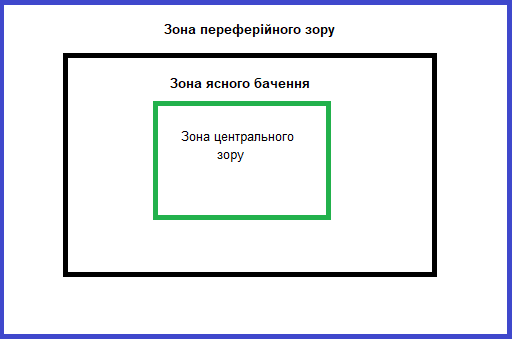 Зона переферійного зору
Зона ясного бачення
Зона центрального
зору